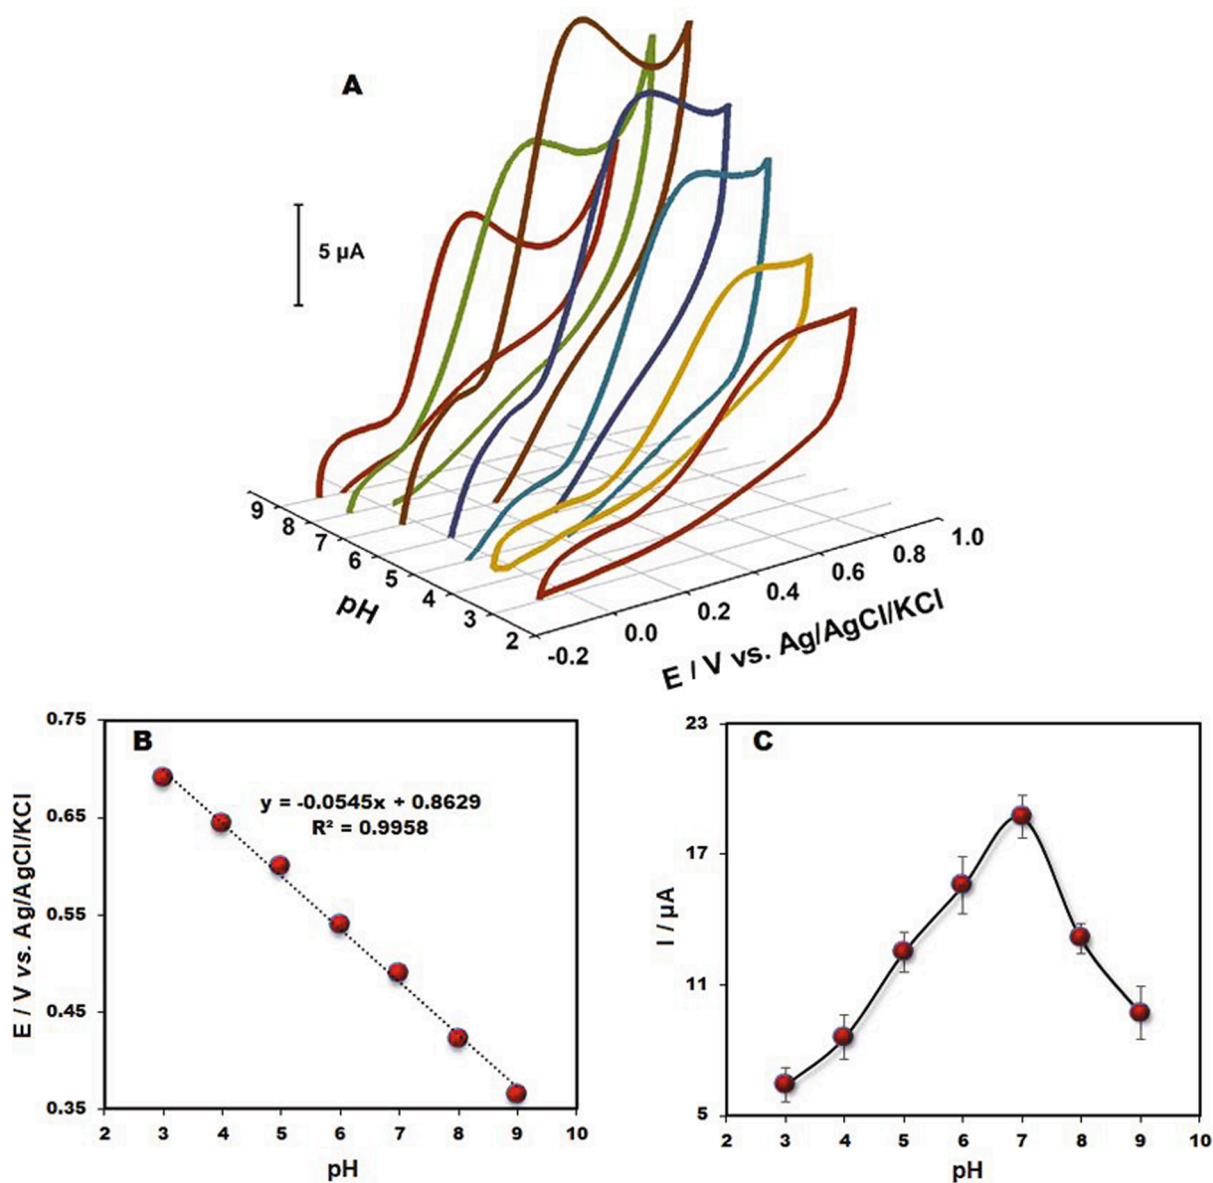 A
5 µA
9
8
7
6
5
4
3
2
pH
-0.2
0.0
0.2
0.4
0.6
0.8
1.0
E / V vs. Ag/AgCl/KCl
B
0.75
0.65
0.55
0.45
0.35
E / V vs. Ag/AgCl/KCl
y = -0.0545x + 0.8629
R² = 0.9958
2 3 4 5 6 7 8 9 10
pH
C
23
17
11
5
I / µA
2 3 4 5 6 7 8 9 10
pH